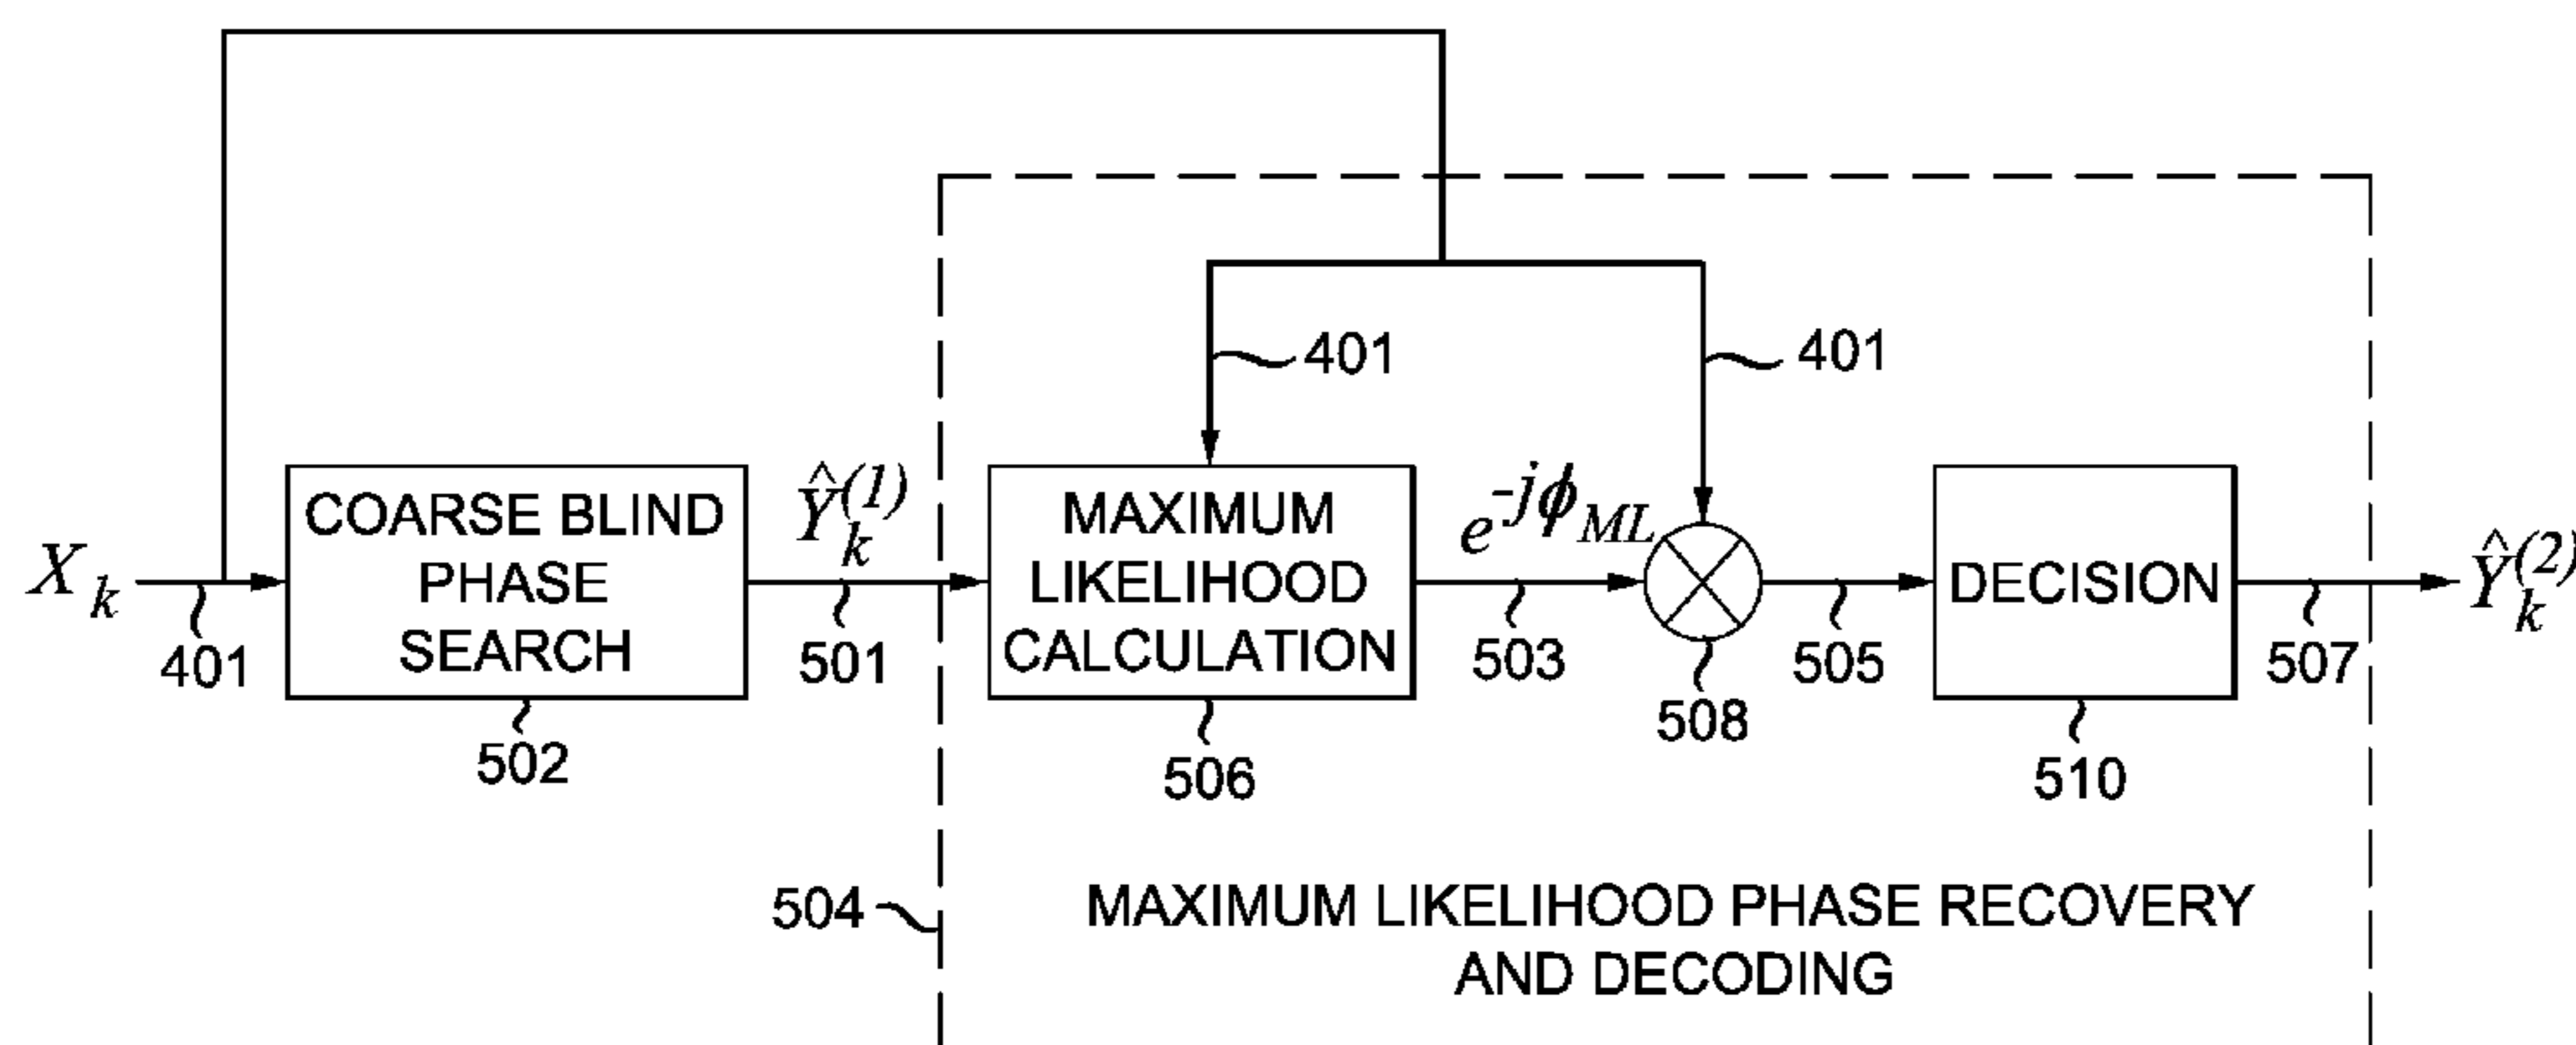 401
401
X_k
401
COARSE BLIND
PHASE
SEARCH
502
Ŷ_k^(1)
501
MAXIMUM
LIKELIHOOD
CALCULATION
506
e^-jϕ_ML
503
508
505
DECISION
510
507
Ŷ_k^(2)
504
MAXIMUM LIKELIHOOD PHASE RECOVERY
AND DECODING